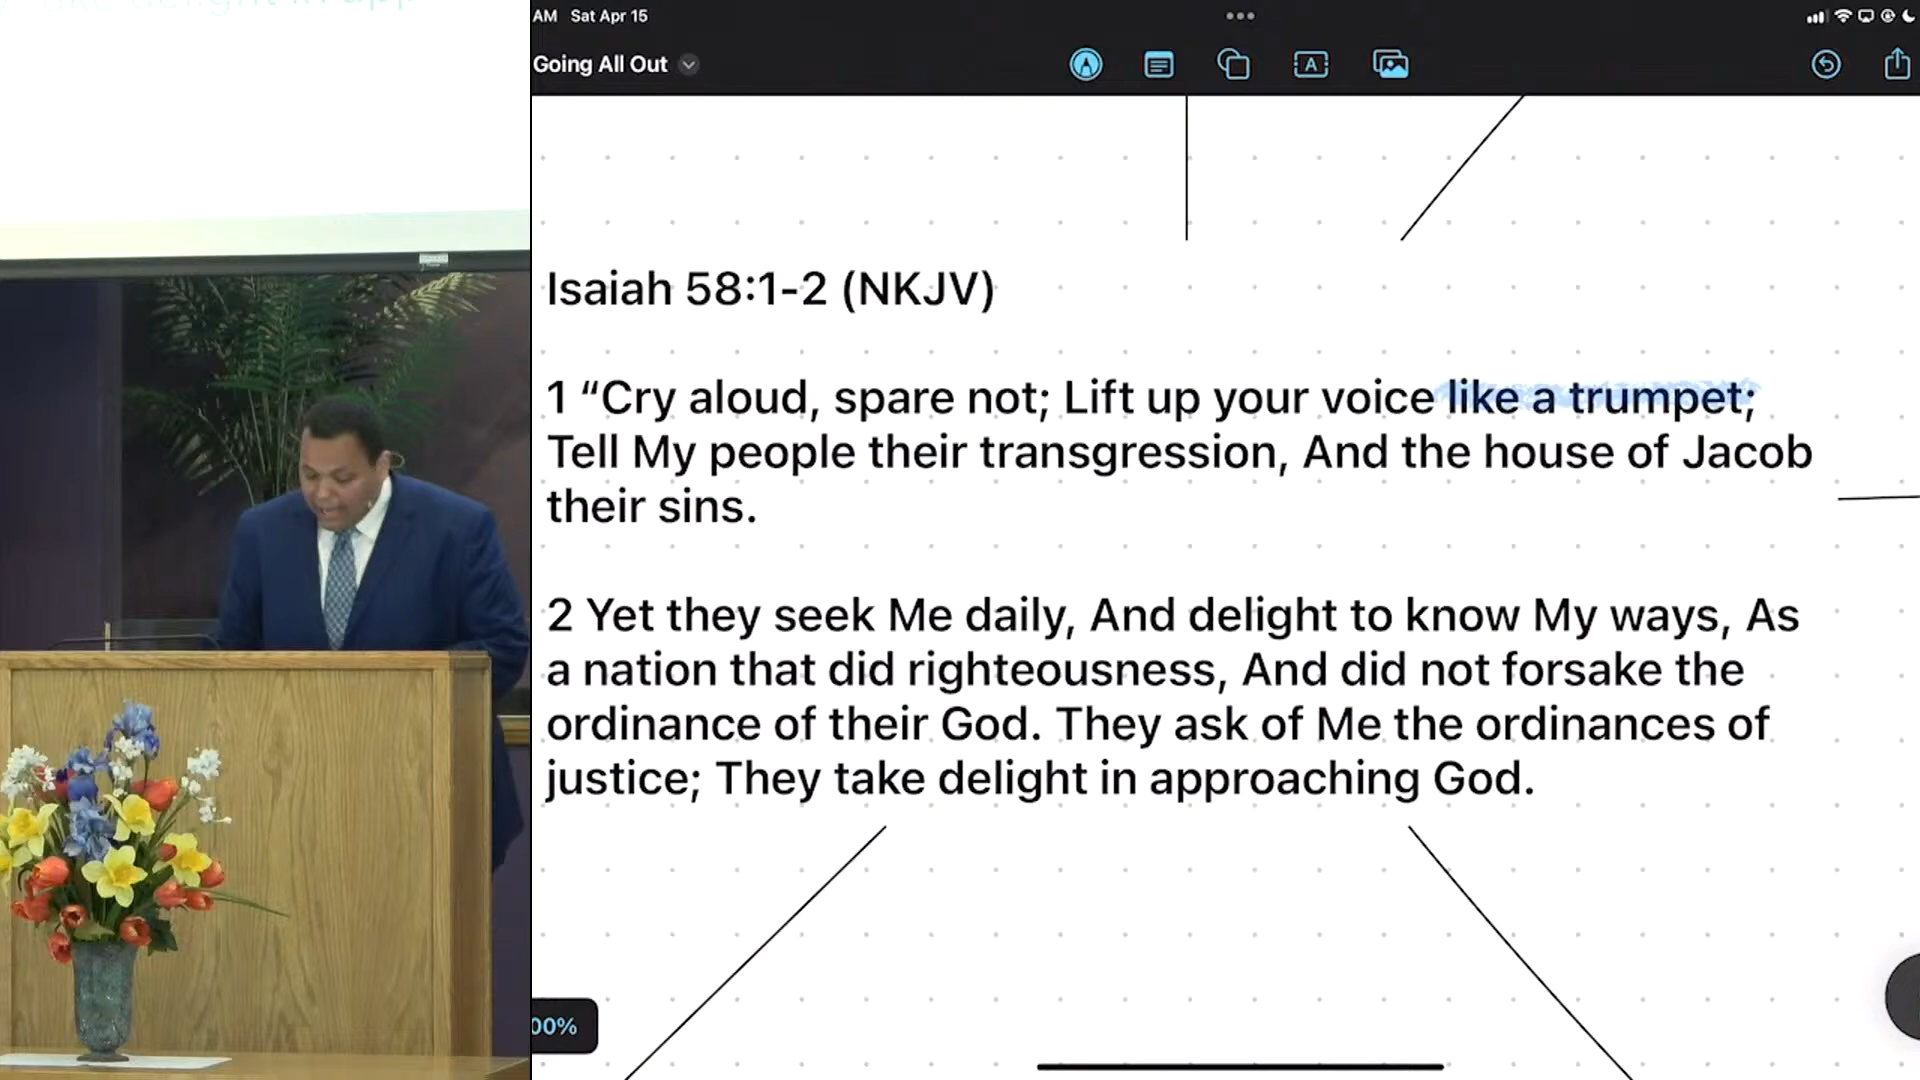 AM Sat Apr 15
Going All Out
Isaiah 58:1-2 (NKJV)
1 “Cry aloud, spare not; Lift up your voice like a trumpet;
Tell My people their transgression, And the house of Jacob
their sins.
2 Yet they seek Me daily, And delight to know My ways, As
a nation that did righteousness, And did not forsake the
ordinance of their God. They ask of Me the ordinances of
justice; They take delight in approaching God.
00%